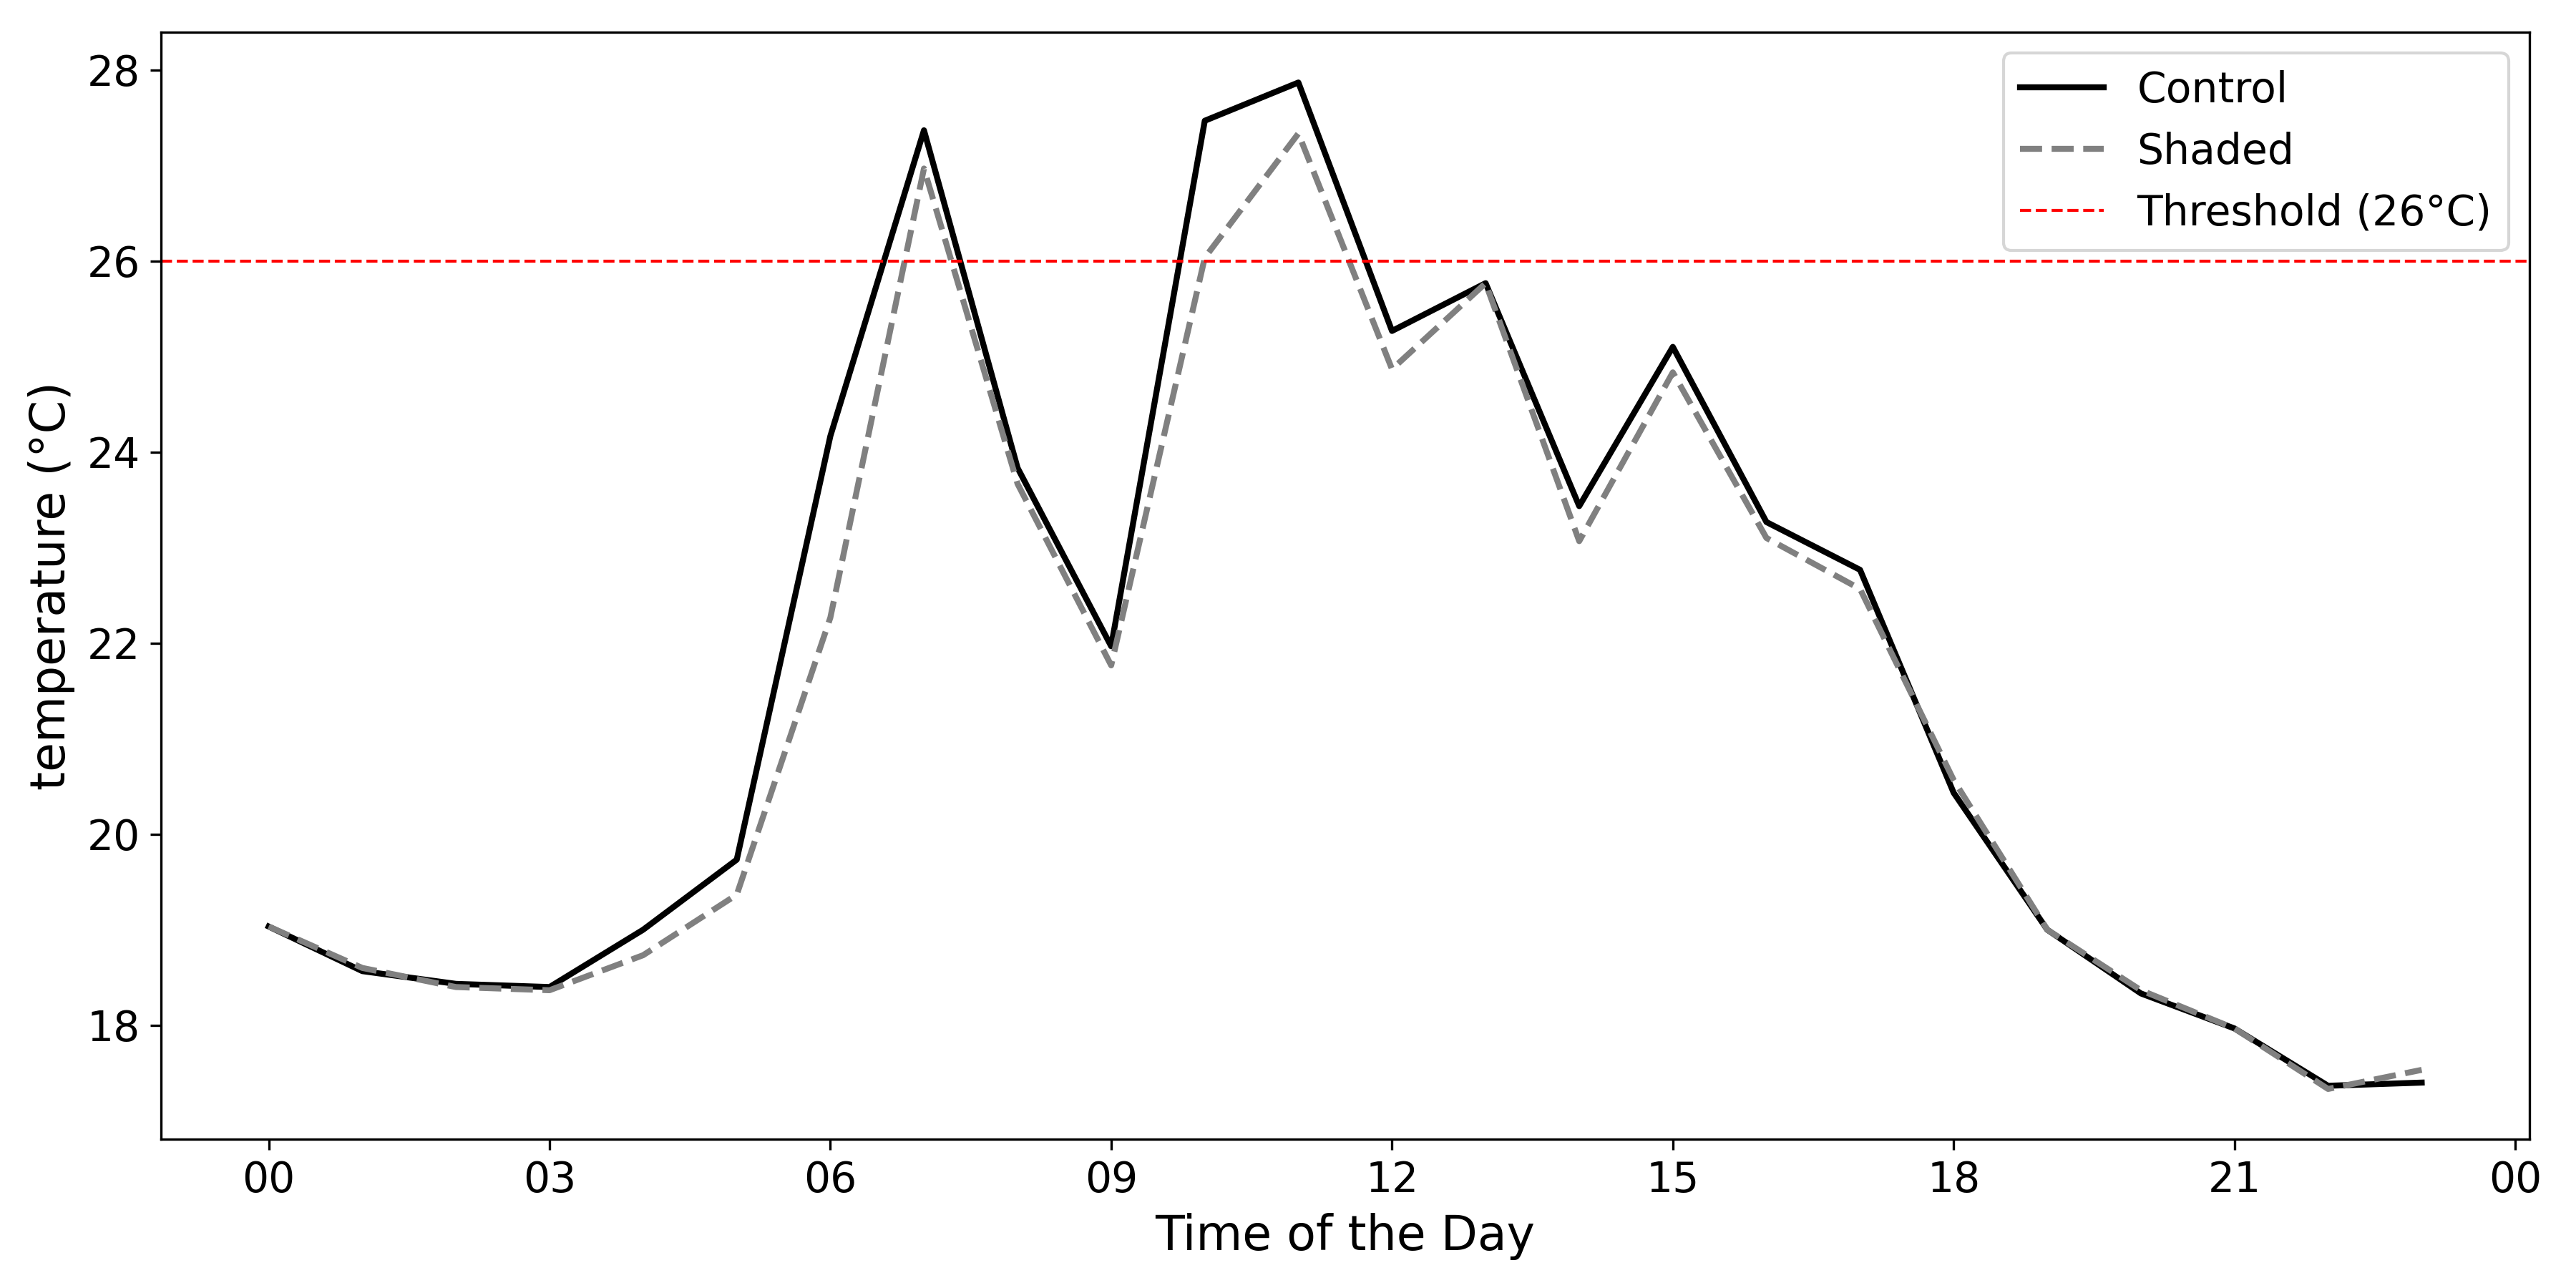 28
26
24
22
20
18
temperature (°C)
Control
Shaded
Threshold (26°C)
00 03 06 09 12 15 18 21 00
Time of the Day